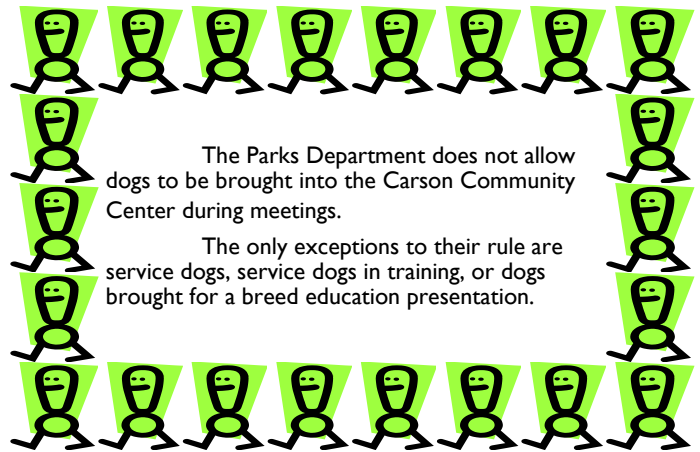 The Parks Department does not allow
dogs to be brought into the Carson Community
Center during meetings.
The only exceptions to their rule are
service dogs, service dogs in training, or dogs
brought for a breed education presentation.